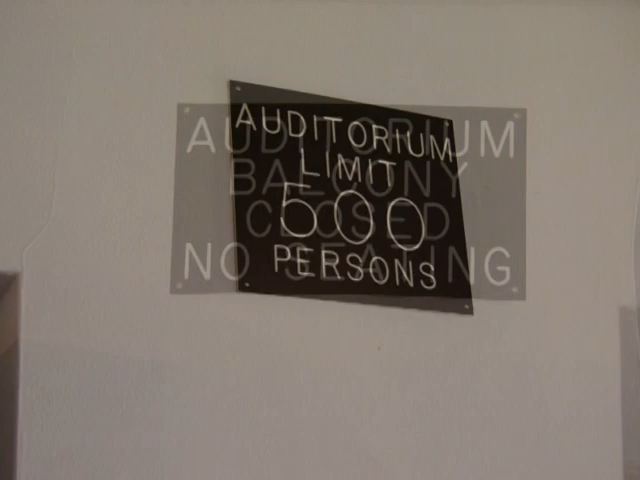 AUDITORIUM
LIMIT
500
PERSONS
AUDITORIUM
BALCONY
CLOSED
NO SEATING